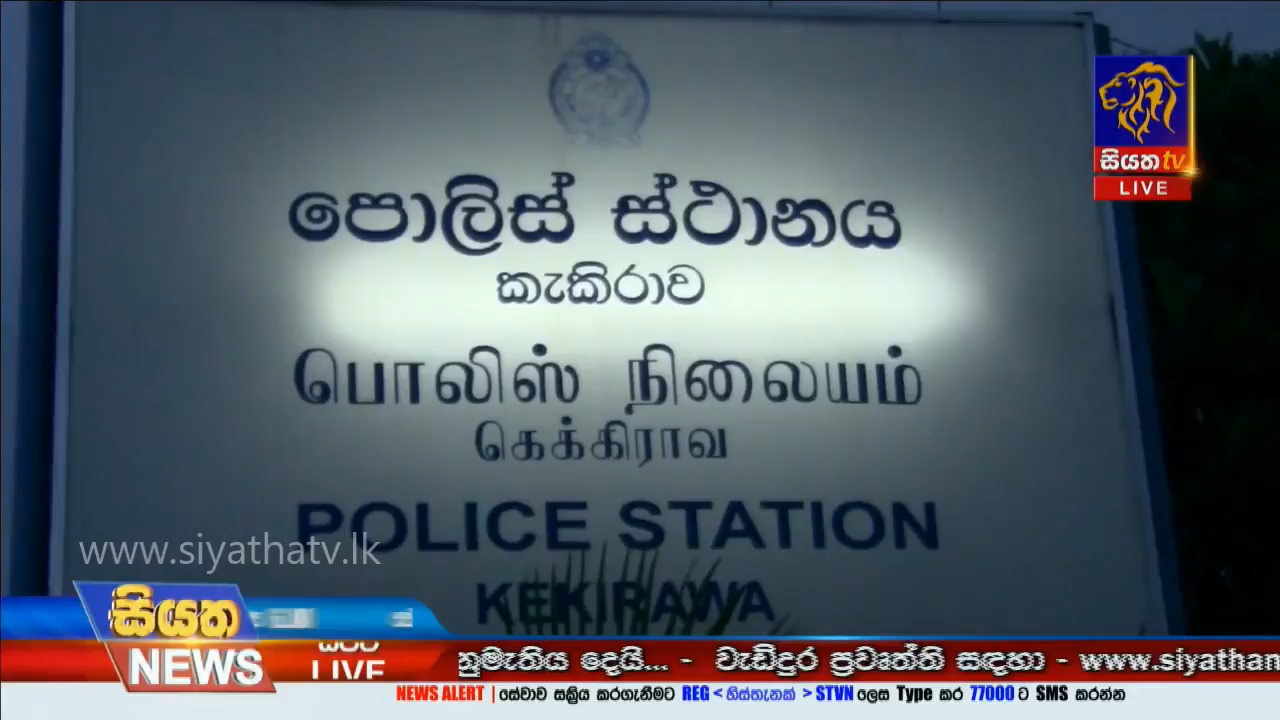 පොලිස් ස්ථානය
කැකිරාව
பொலிஸ் நிலையம்
கெக்கிராவ
POLICE STATION
KEKIRAWA
සියත tv
LIVE
www.siyathatv.lk
සියත
NEWS
LIVE
නුමැතිය දෙයි... - වැඩිදුර ප්‍රවෘත්ති සඳහා - www.siyathan
NEWS ALERT | සේවාව සක්‍රිය කරගැනීමට REG < හිස්තැනක් > STVN ලෙස Type කර 77000 ට SMS කරන්න